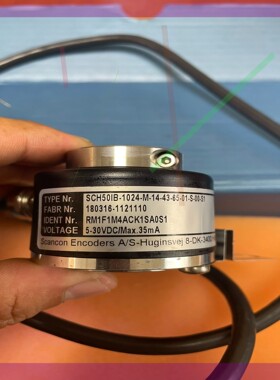 TYPE Nr. SCH50IB-1024-M-14-43-65-01-S-00-S1
FABR Nr. 180316-1121110
IDENT Nr. RM1F1M4ACK1SA0S1
VOLTAGE 5-30VDC/Max.35mA
Scancon Encoders A/S-Huginsvej 8-DK-3400